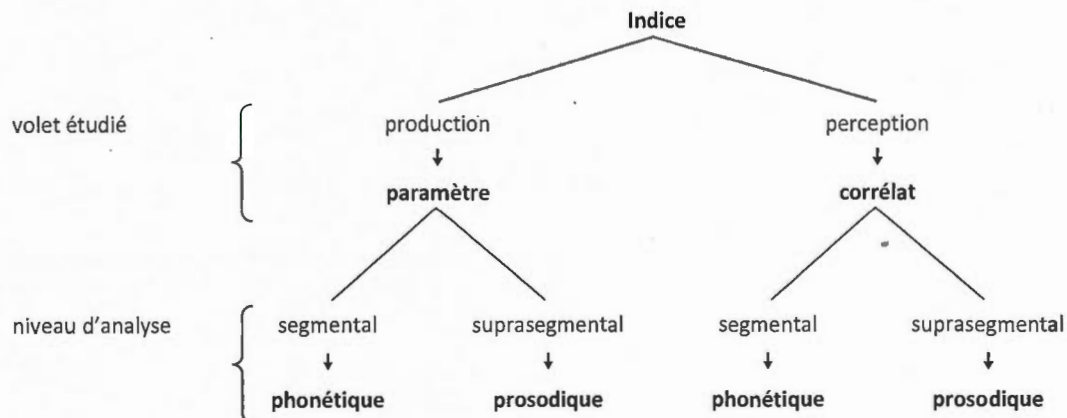 Indice
volet étudié production perception
paramètre corrélat
niveau d'analyse segmental suprasegmental segmental suprasegmental
phonétique prosodique phonétique prosodique